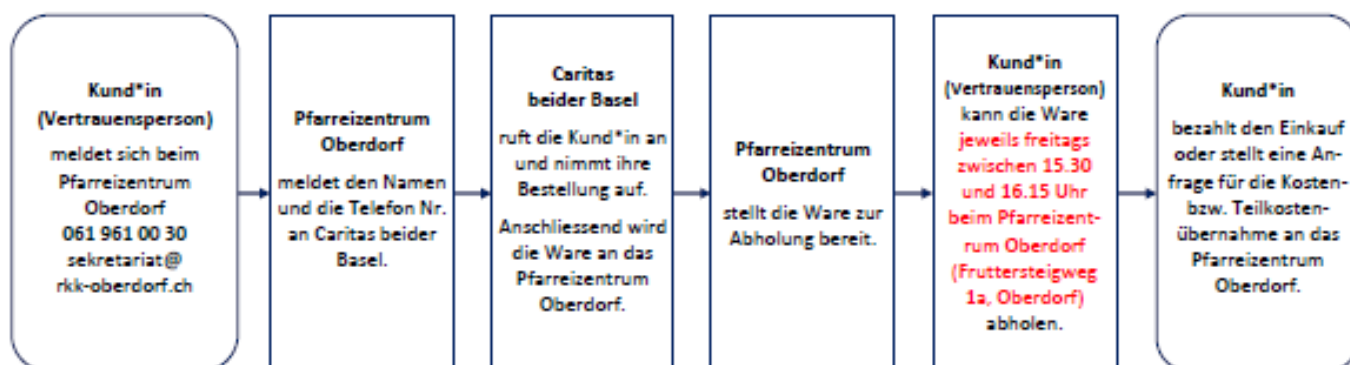 Kund*in
(Vertrauensperson)
meldet sich beim
Pfarreizentrum
Oberdorf
061 961 00 30
sekretariat@
rkk-oberdorf.ch
Pfarreizentrum
Oberdorf
meldet den Namen
und die Telefon Nr.
an Caritas beider
Basel.
Caritas
beider Basel
ruft die Kund*in an
und nimmt ihre
Bestellung auf.
Anschliessend wird
die Ware an das
Pfarreizentrum
Oberdorf.
Pfarreizentrum
Oberdorf
stellt die Ware zur
Abholung bereit.
Kund*in
(Vertrauensperson)
kann die Ware
jeweils freitags
zwischen 15.30
und 16.15 Uhr
beim Pfarreizent-
rum Oberdorf
(Fruttersteigweg
1a, Oberdorf)
abholen.
Kund*in
bezahlt den Einkauf
oder stellt eine An-
frage für die Kosten-
bzw. Teilkosten-
übernahme an das
Pfarreizentrum
Oberdorf.